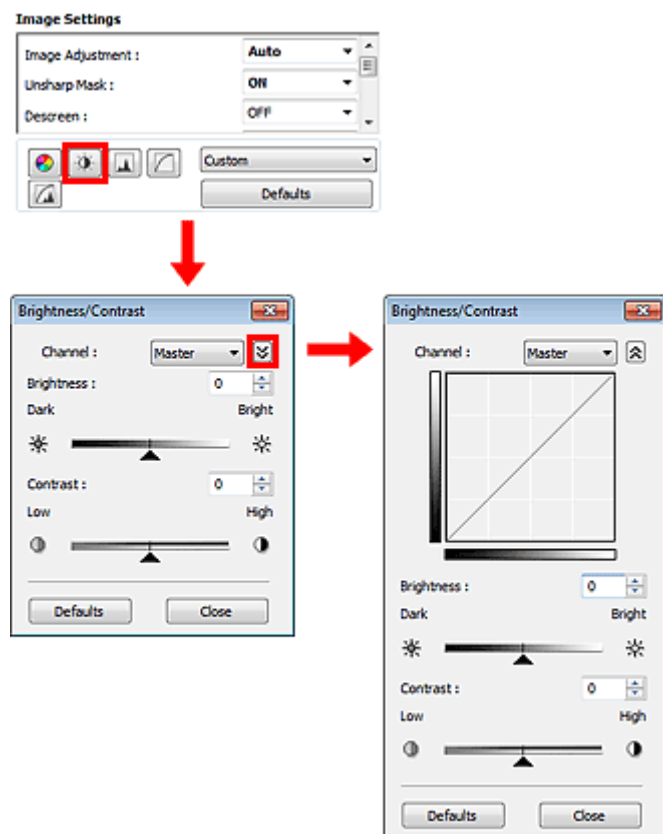 Image Settings
Image Adjustment : Auto
Unsharp Mask : ON
Descreen : OFF
Custom
Defaults
Brightness/Contrast
Channel : Master
Brightness : 0
Dark Bright
Contrast : 0
Low High
Defaults Close
Brightness/Contrast
Channel : Master
Brightness : 0
Dark Bright
Contrast : 0
Low High
Defaults Close